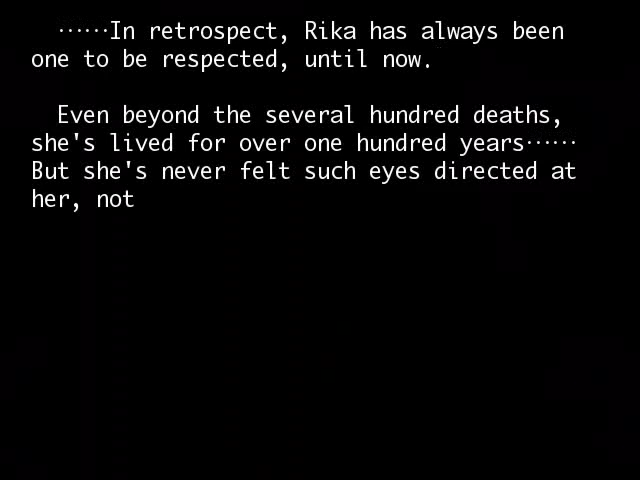 ……In retrospect, Rika has always been
one to be respected, until now.
Even beyond the several hundred deaths,
she's lived for over one hundred years……
But she's never felt such eyes directed at
her, not